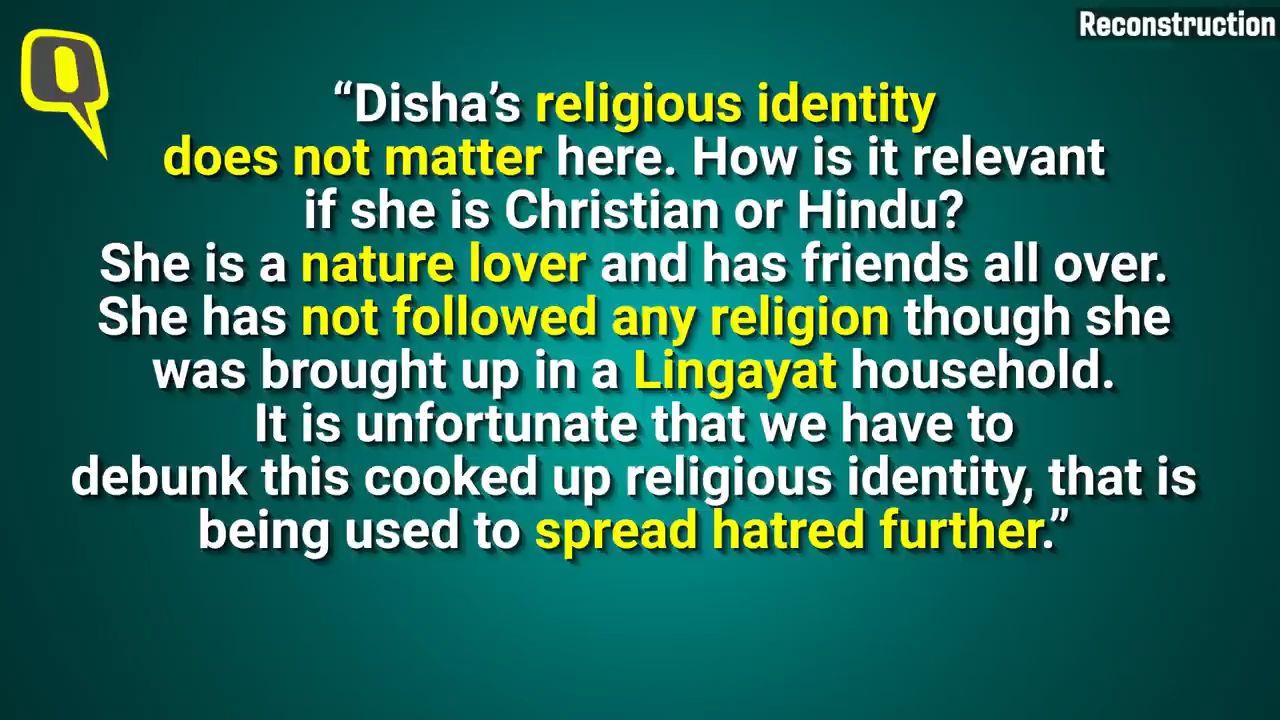 Reconstruction
“Disha’s religious identity
does not matter here. How is it relevant
if she is Christian or Hindu?
She is a nature lover and has friends all over.
She has not followed any religion though she
was brought up in a Lingayat household.
It is unfortunate that we have to
debunk this cooked up religious identity, that is
being used to spread hatred further.”